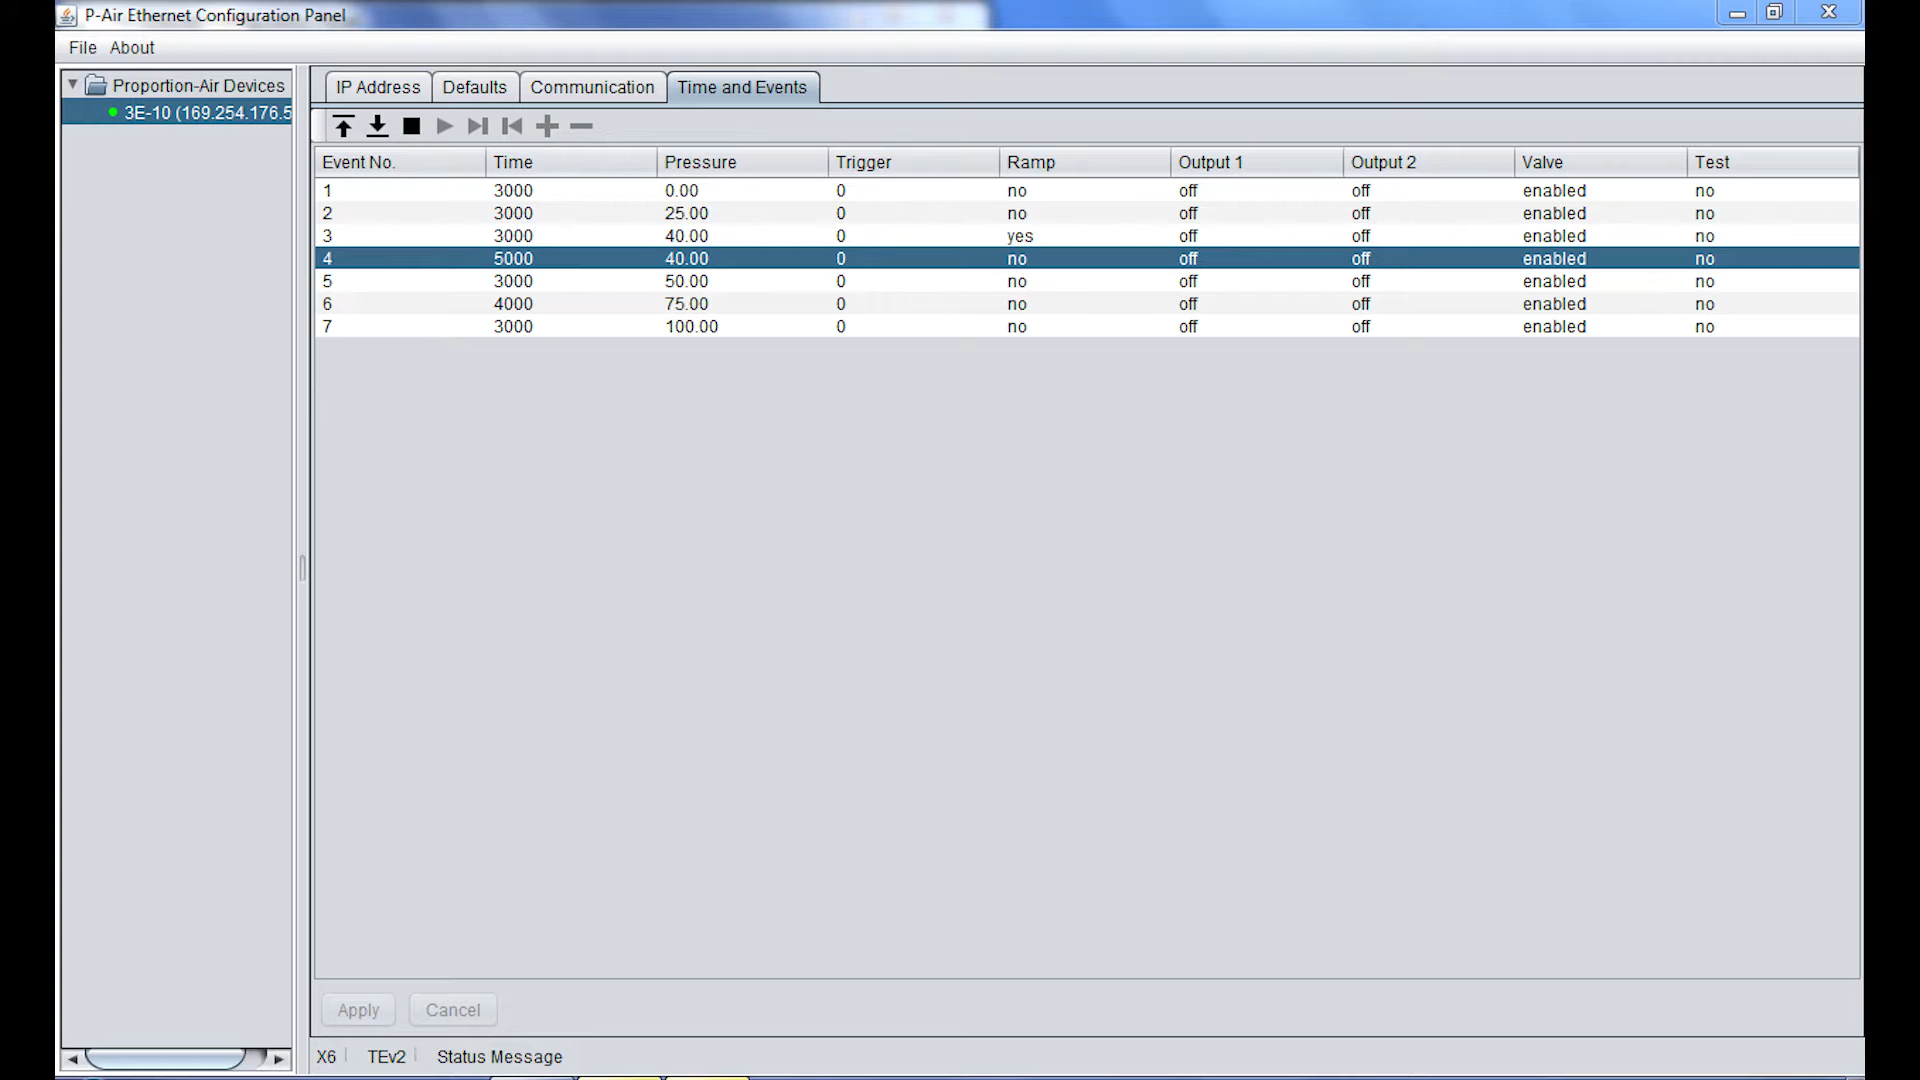 P-Air Ethernet Configuration Panel
File About
Proportion-Air Devices
3E-10 (169.254.176.5
IP Address Defaults Communication Time and Events
Event No. Time Pressure Trigger Ramp Output 1 Output 2 Valve Test
1 3000 0.00 0 no off off enabled no
2 3000 25.00 0 no off off enabled no
3 3000 40.00 0 yes off off enabled no
4 5000 40.00 0 no off off enabled no
5 3000 50.00 0 no off off enabled no
6 4000 75.00 0 no off off enabled no
7 3000 100.00 0 no off off enabled no
Apply Cancel
X6 TEv2 Status Message